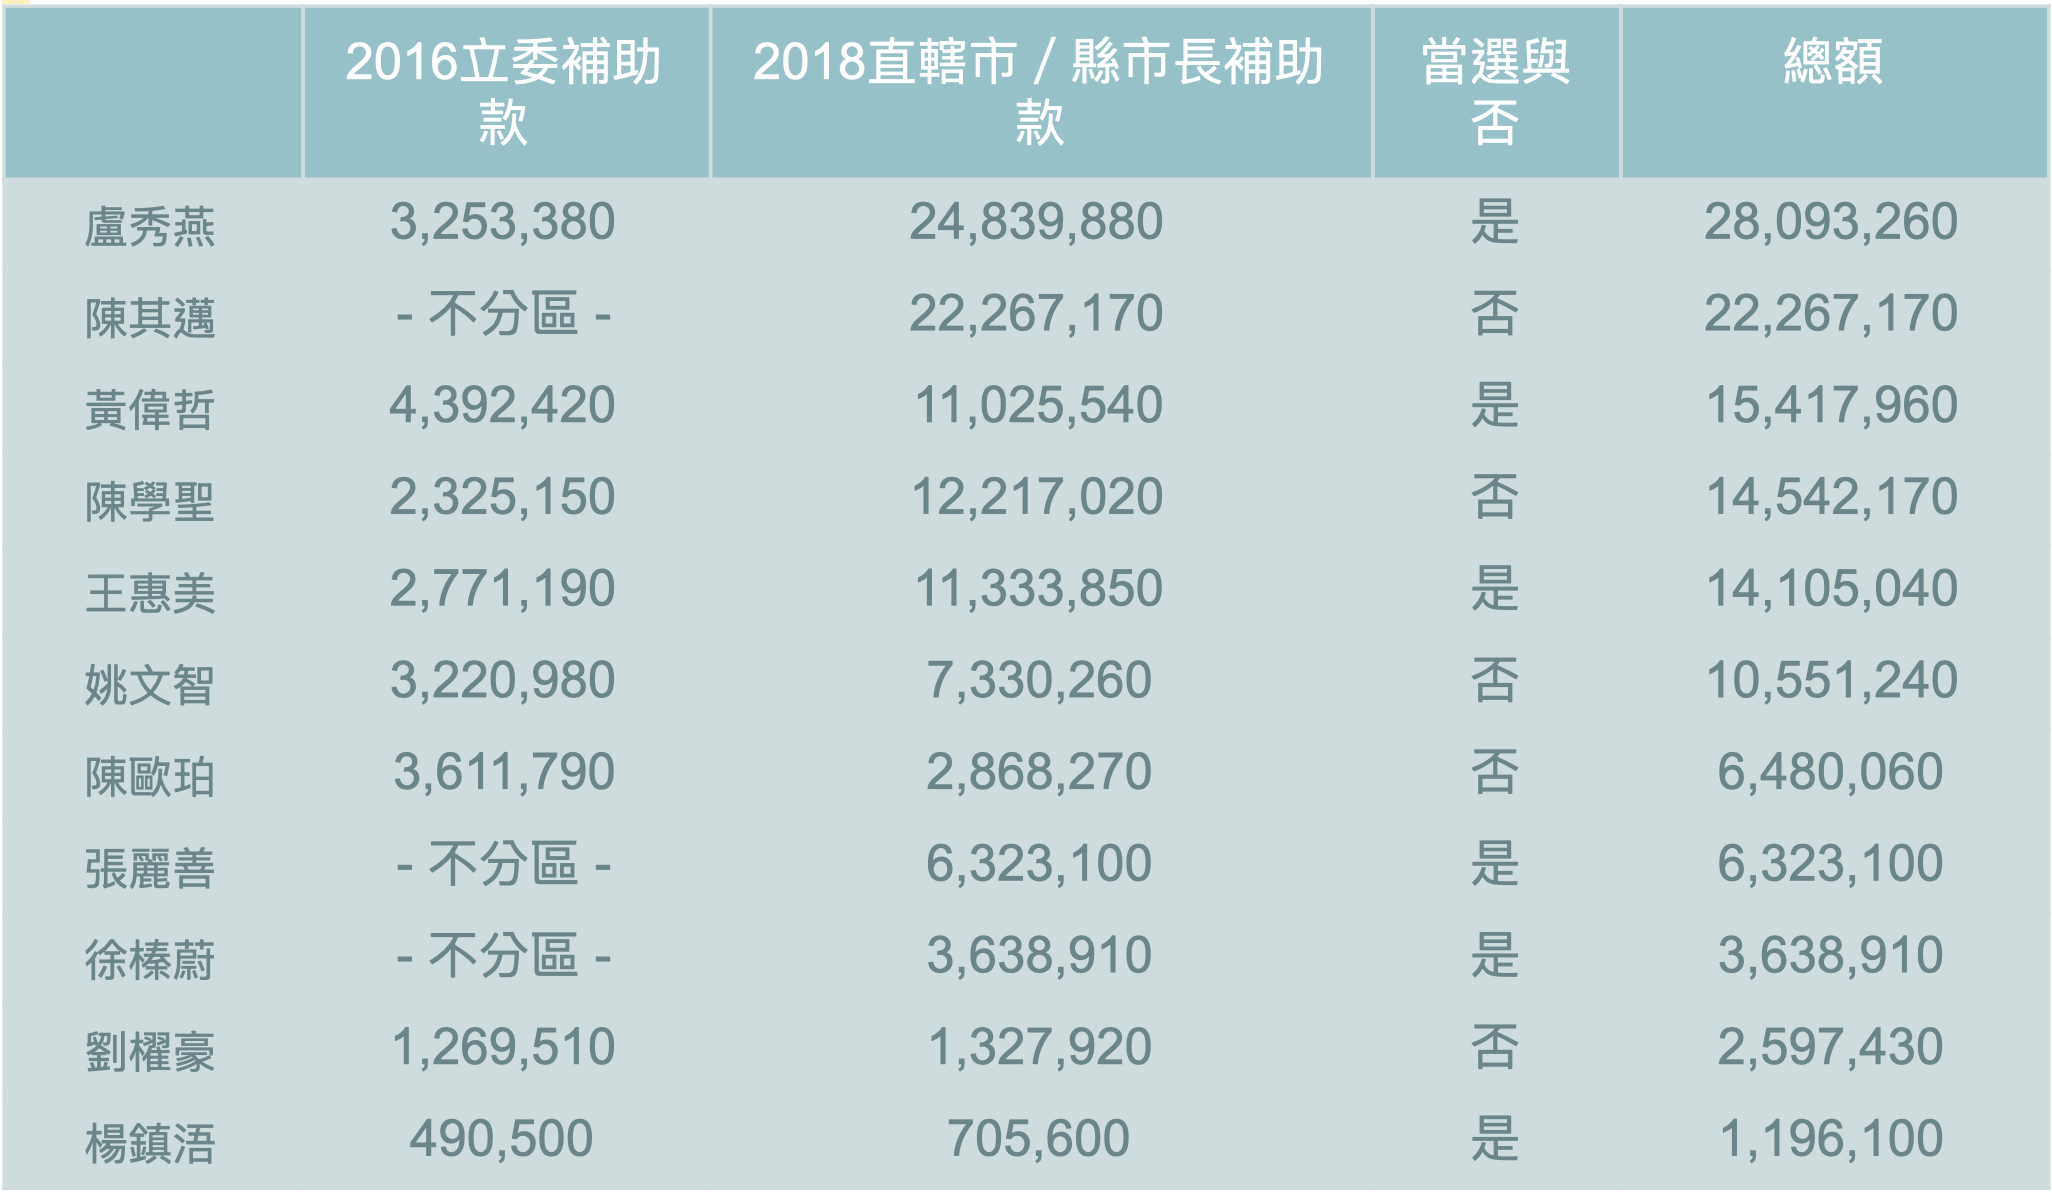 2016立委補助款 2018直轄市 / 縣市長補助款 當選與否 總額
盧秀燕 3,253,380 24,839,880 是 28,093,260
陳其邁 - 不分區 - 22,267,170 否 22,267,170
黃偉哲 4,392,420 11,025,540 是 15,417,960
陳學聖 2,325,150 12,217,020 否 14,542,170
王惠美 2,771,190 11,333,850 是 14,105,040
姚文智 3,220,980 7,330,260 否 10,551,240
陳歐珀 3,611,790 2,868,270 否 6,480,060
張麗善 - 不分區 - 6,323,100 是 6,323,100
徐榛蔚 - 不分區 - 3,638,910 是 3,638,910
劉櫂豪 1,269,510 1,327,920 否 2,597,430
楊鎮浯 490,500 705,600 是 1,196,100